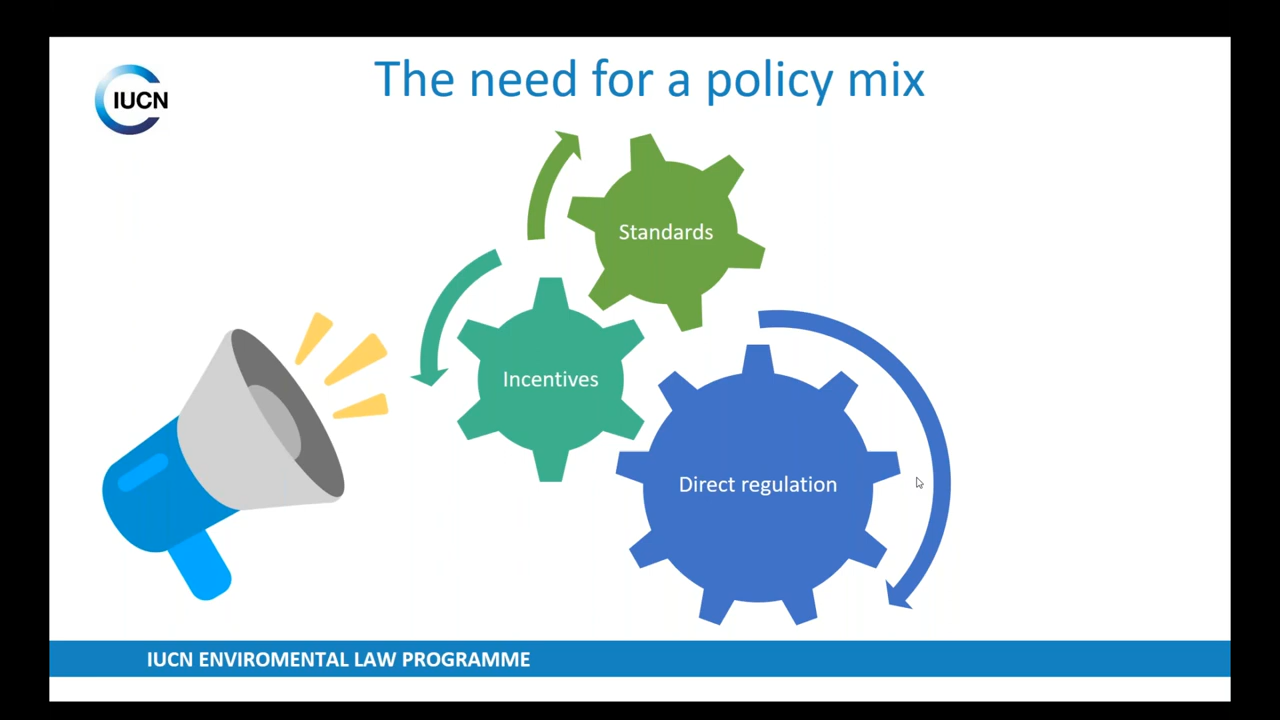 The need for a policy mix
IUCN
Standards
Incentives
Direct regulation
IUCN ENVIROMENTAL LAW PROGRAMME